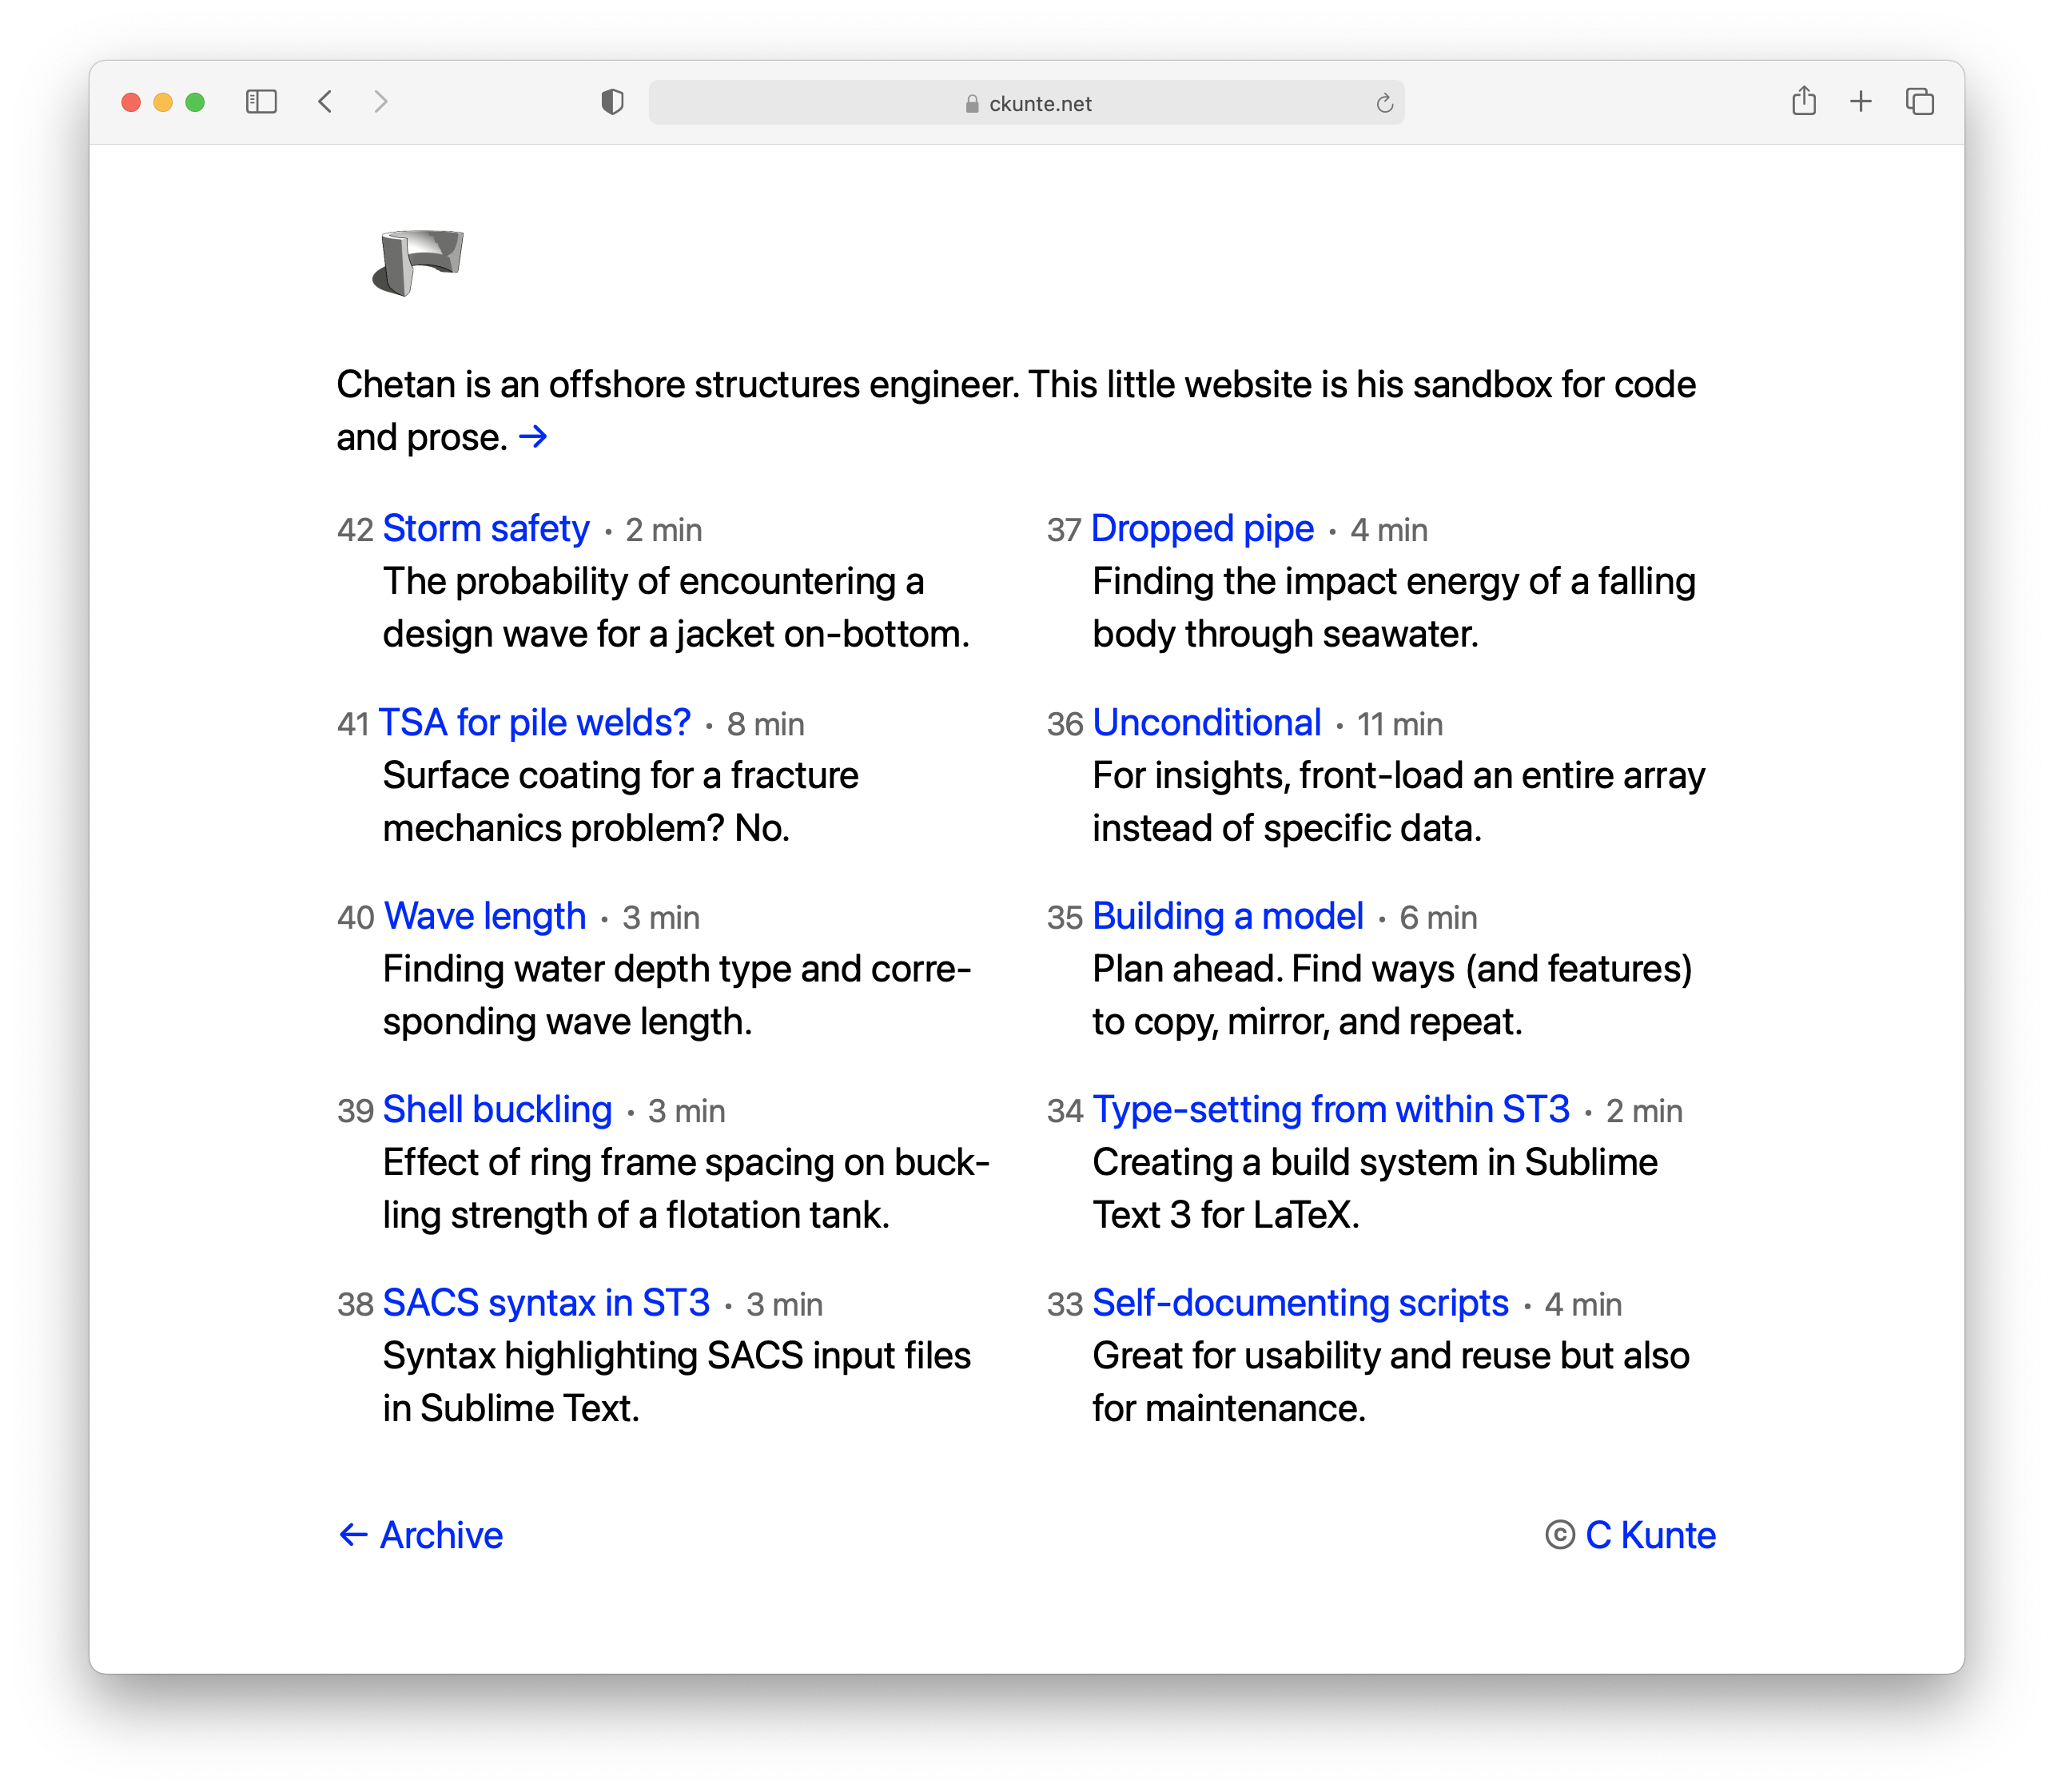 ckunte.net
Chetan is an offshore structures engineer. This little website is his sandbox for code
and prose. →
42 Storm safety · 2 min
The probability of encountering a
design wave for a jacket on-bottom.
41 TSA for pile welds? · 8 min
Surface coating for a fracture
mechanics problem? No.
40 Wave length · 3 min
Finding water depth type and corre-
sponding wave length.
39 Shell buckling · 3 min
Effect of ring frame spacing on buck-
ling strength of a flotation tank.
38 SACS syntax in ST3 · 3 min
Syntax highlighting SACS input files
in Sublime Text.
37 Dropped pipe · 4 min
Finding the impact energy of a falling
body through seawater.
36 Unconditional · 11 min
For insights, front-load an entire array
instead of specific data.
35 Building a model · 6 min
Plan ahead. Find ways (and features)
to copy, mirror, and repeat.
34 Type-setting from within ST3 · 2 min
Creating a build system in Sublime
Text 3 for LaTeX.
33 Self-documenting scripts · 4 min
Great for usability and reuse but also
for maintenance.
← Archive
© C Kunte